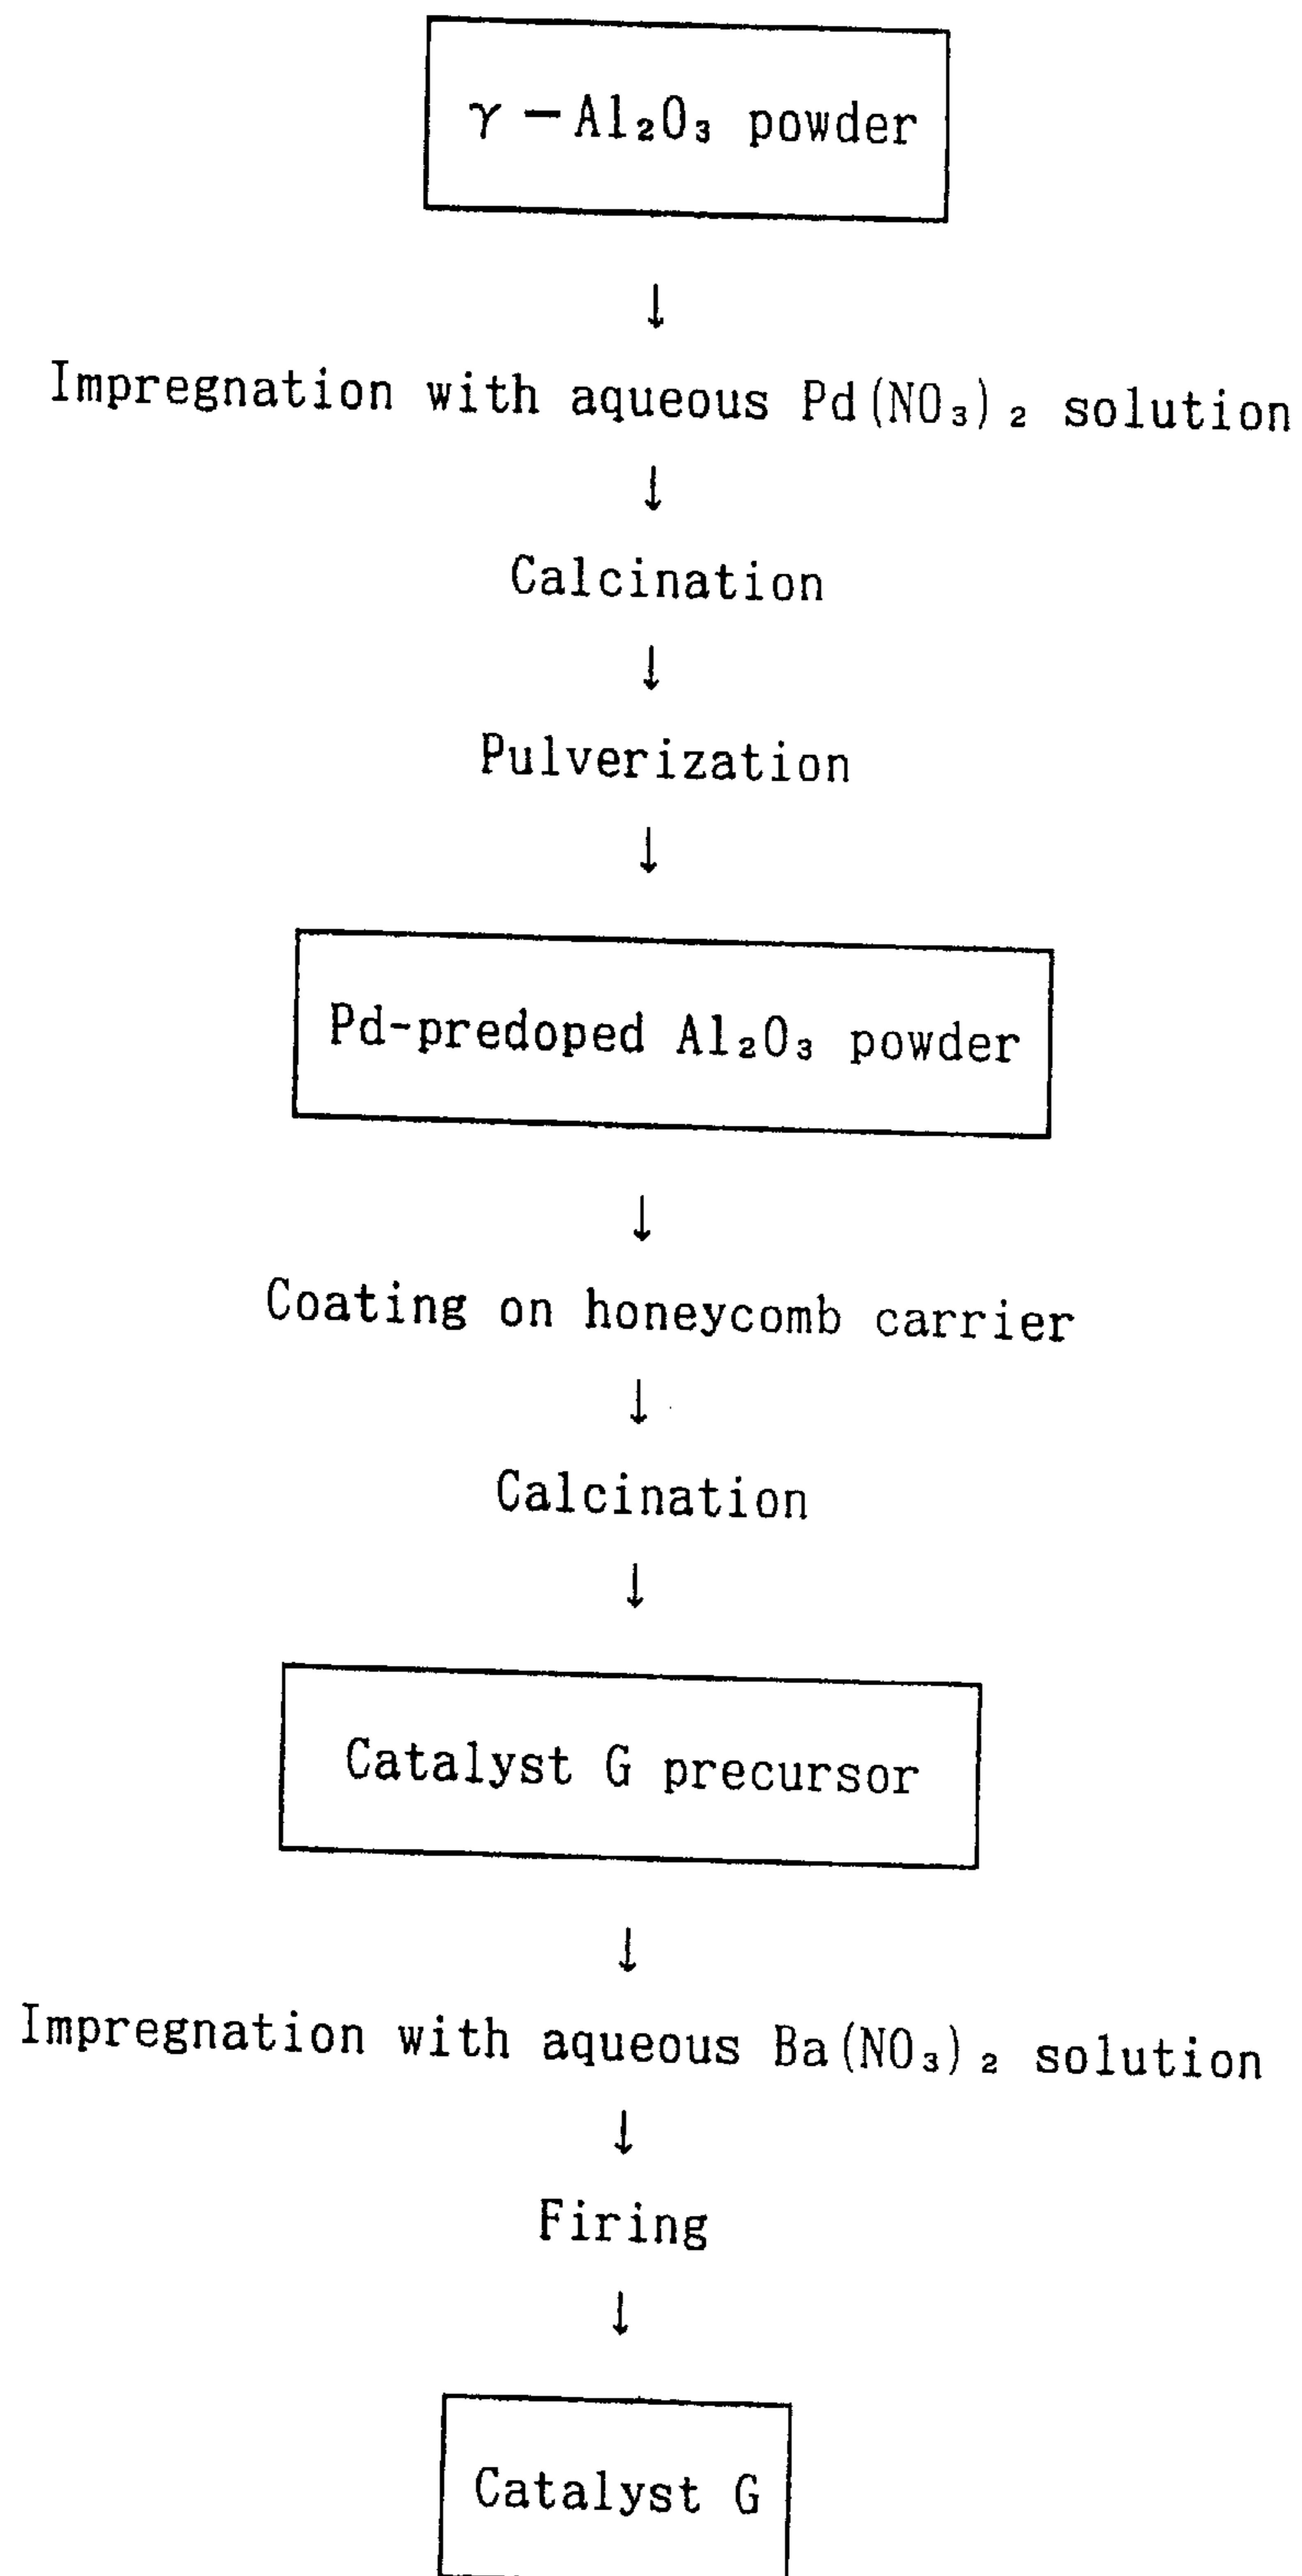 γ-Al₂O₃ powder
↓
Impregnation with aqueous Pd(NO₃)₂ solution
↓
Calcination
↓
Pulverization
↓
Pd-predoped Al₂O₃ powder
↓
Coating on honeycomb carrier
↓
Calcination
↓
Catalyst G precursor
↓
Impregnation with aqueous Ba(NO₃)₂ solution
↓
Firing
↓
Catalyst G